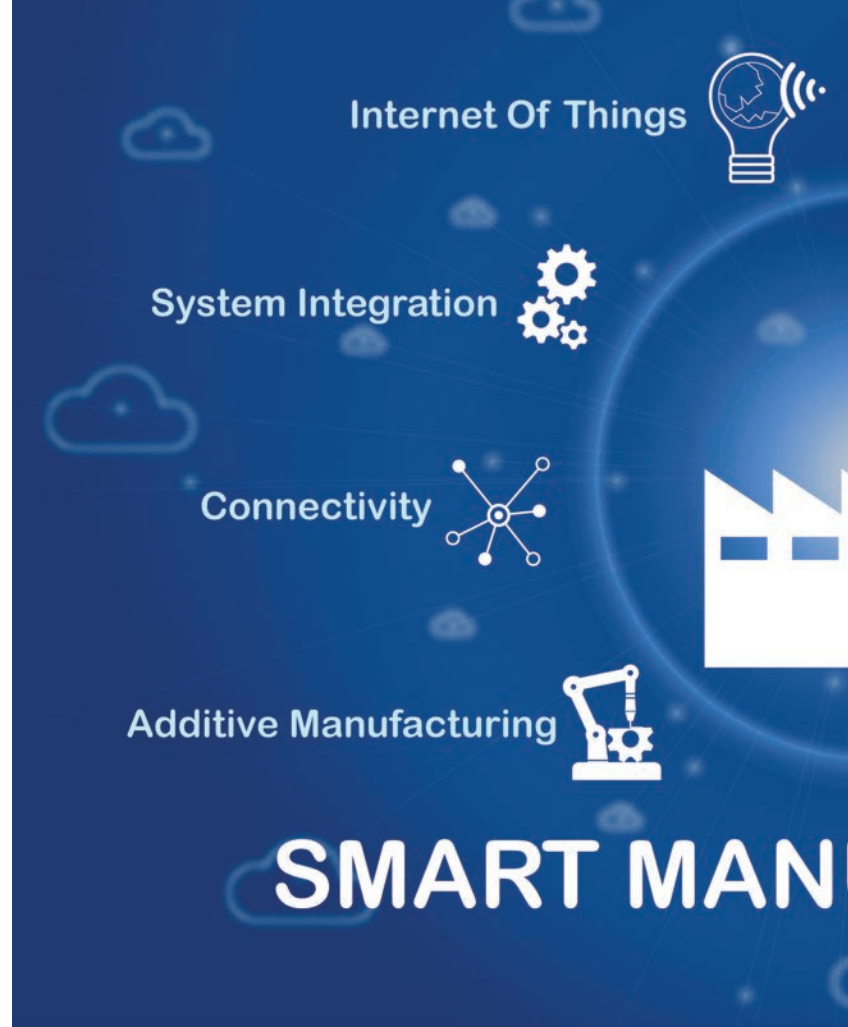 Internet Of Things
System Integration
Connectivity
Additive Manufacturing
SMART MANU